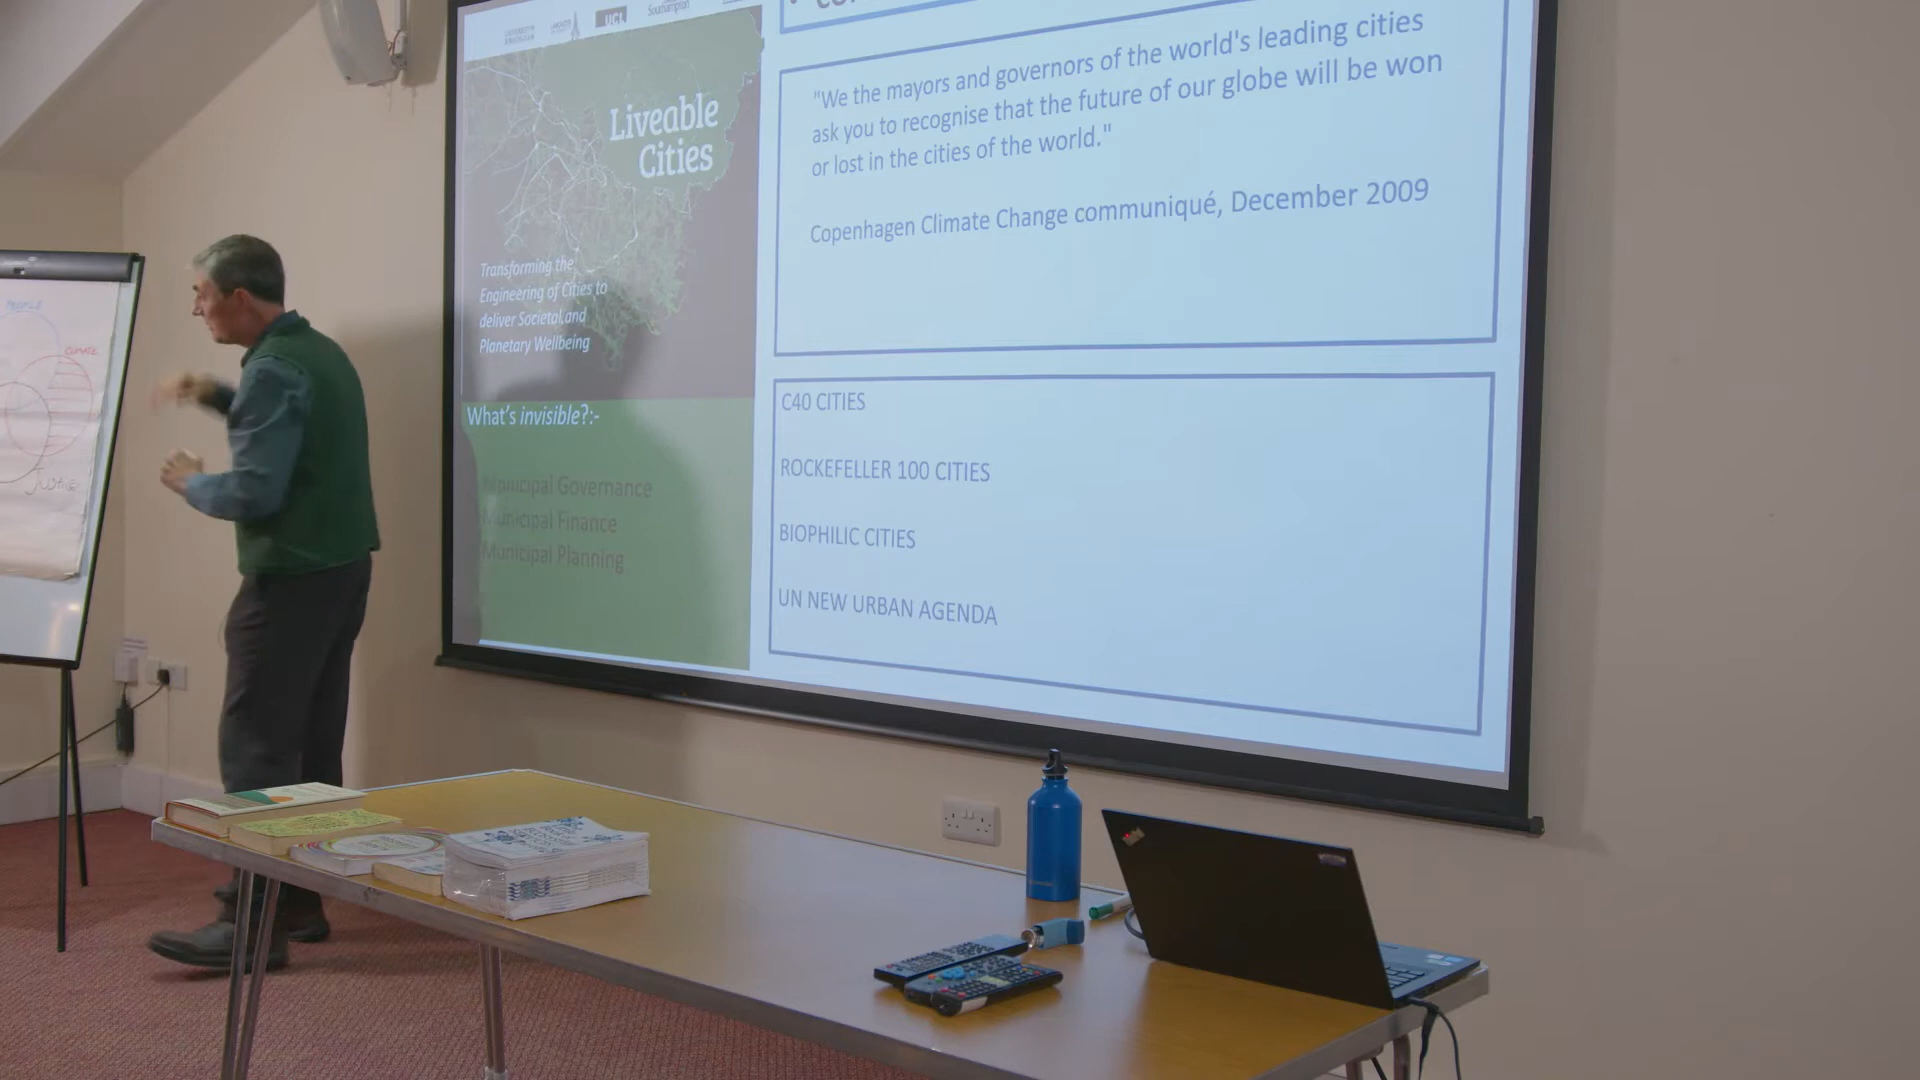 UCL
Southampton
Liveable
Cities
Transforming the
Engineering of Cities to
deliver Societal and
Planetary Wellbeing
What's invisible?:-
Municipal Governance
Municipal Finance
Municipal Planning
"We the mayors and governors of the world's leading cities
ask you to recognise that the future of our globe will be won
or lost in the cities of the world."
Copenhagen Climate Change communiqué, December 2009
C40 CITIES
ROCKEFELLER 100 CITIES
BIOPHILIC CITIES
UN NEW URBAN AGENDA
PEOPLE
CLIMATE
JUSTICE